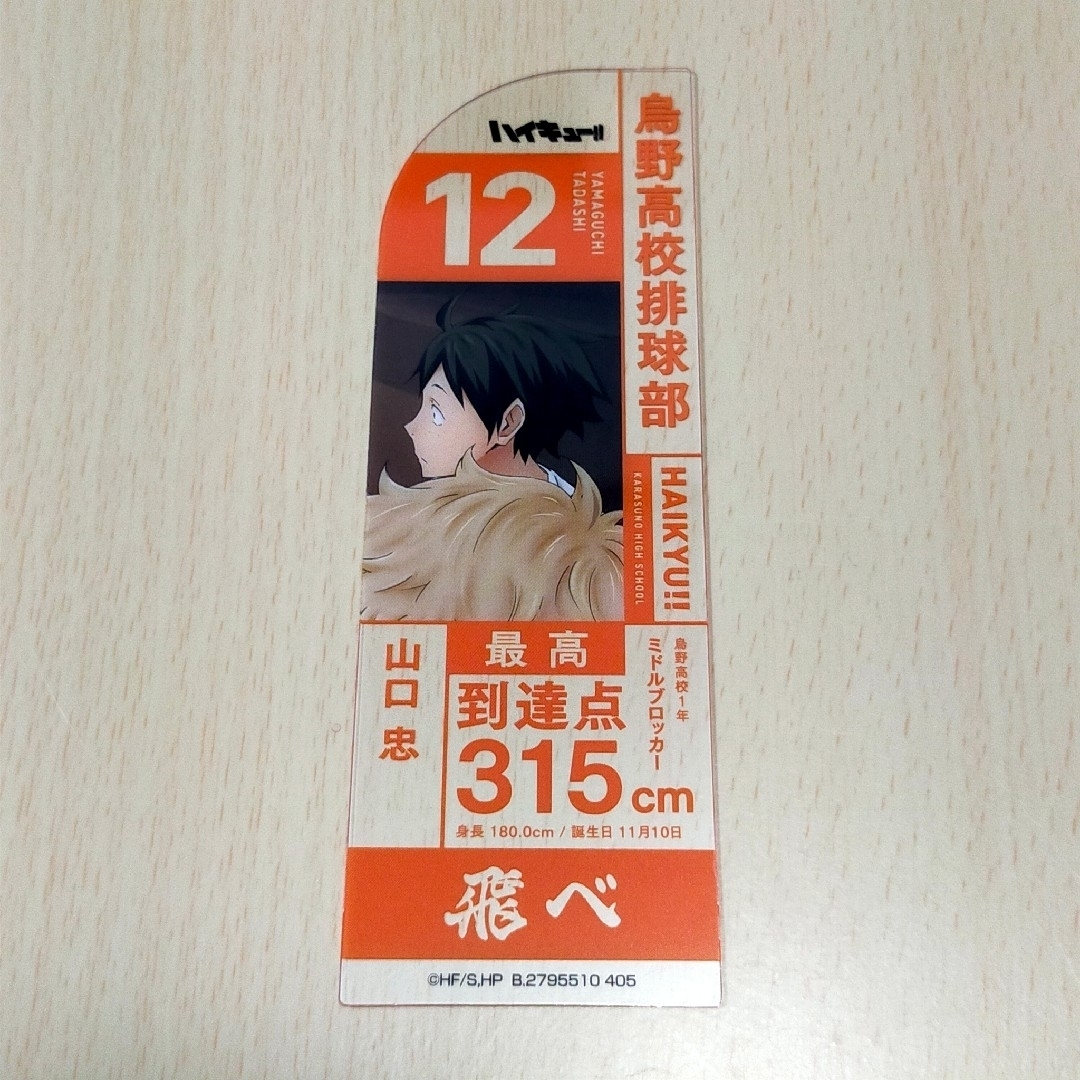 ハイキュー!!
12
YAMAGUCHI
TADASHI
烏野高校排球部
HAIKYU!!
KARASUNO HIGH SCHOOL
山口 忠
最高
到達点
315cm
烏野高校1年
ミドルブロッカー
身長 180.0cm / 誕生日 11月10日
飛べ
©HF/S,HP B.2795510 405